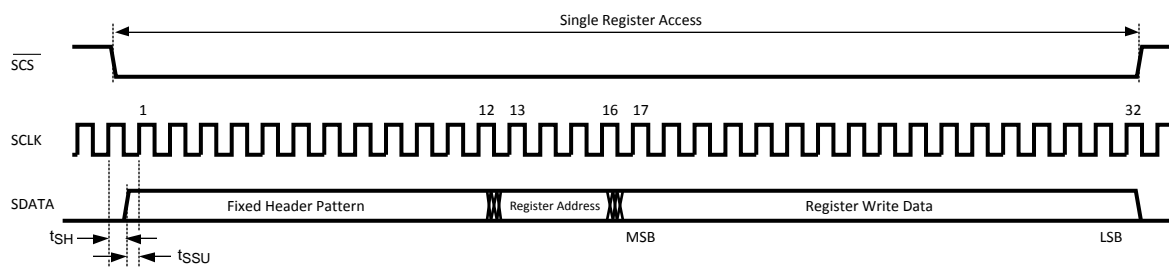 Single Register Access
SCS
1 12 13 16 17 32
SCLK
SDATA Fixed Header Pattern Register Address Register Write Data
tSH MSB LSB
tSSU